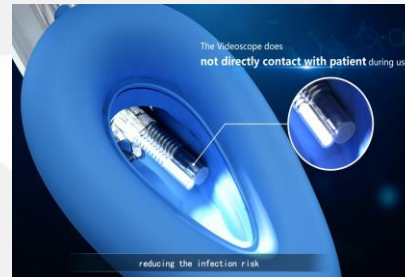 The Videoscope does
not directly contact with patient during us
reducing the infection risk